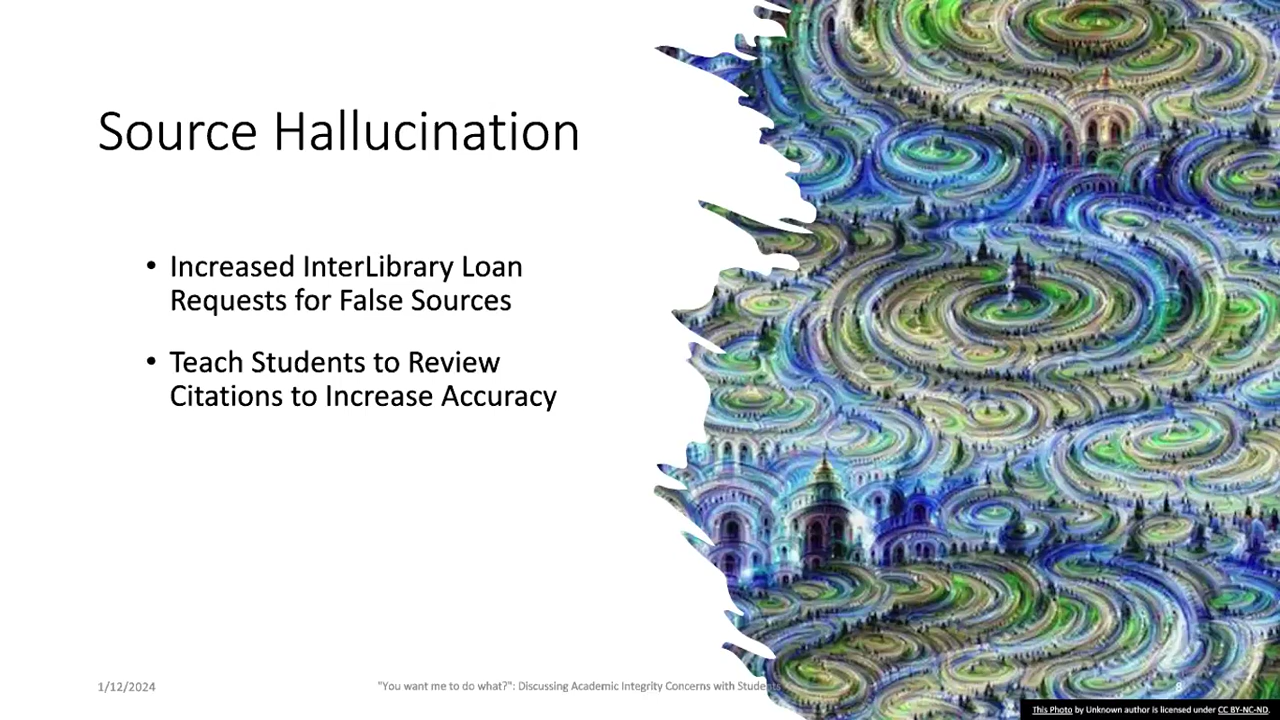 Source Hallucination
• Increased InterLibrary Loan
Requests for False Sources
• Teach Students to Review
Citations to Increase Accuracy
1/12/2024
"You want me to do what?": Discussing Academic Integrity Concerns with Students
8
This Photo by Unknown author is licensed under CC BY-NC-ND.